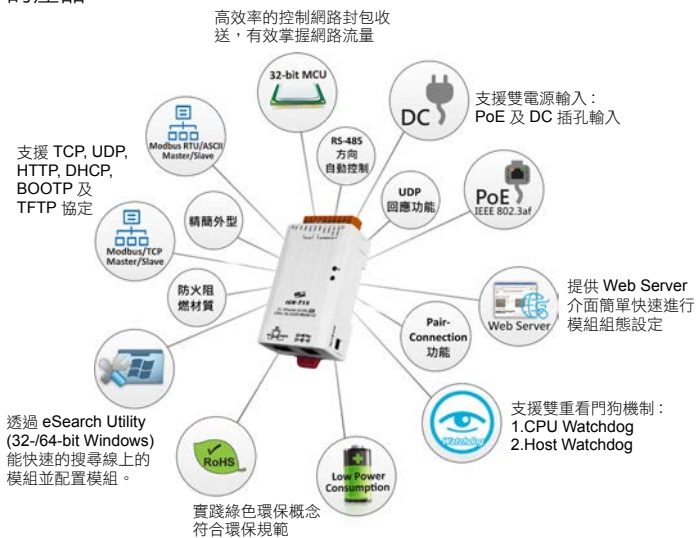 高效率的控制網路封包收
送，有效掌握網路流量
32-bit MCU
DC
支援雙電源輸入：
PoE 及 DC 插孔輸入
Modbus RTU/ASCII
Master/Slave
RS-485
方向
自動控制
支援 TCP, UDP,
HTTP, DHCP,
BOOTP 及
TFTP 協定
UDP
回應功能
PoE
IEEE 802.3af
精簡外型
Modbus/TCP
Master/Slave
防火阻
燃材質
Web Server
提供 Web Server
介面簡單快速進行
模組組態設定
Pair-
Connection
功能
透過 eSearch Utility
(32-/64-bit Windows)
能快速的搜尋線上的
模組並配置模組。
Watchdog
支援雙重看門狗機制：
1.CPU Watchdog
2.Host Watchdog
RoHS
Low Power
Consumption
實踐綠色環保概念
符合環保規範